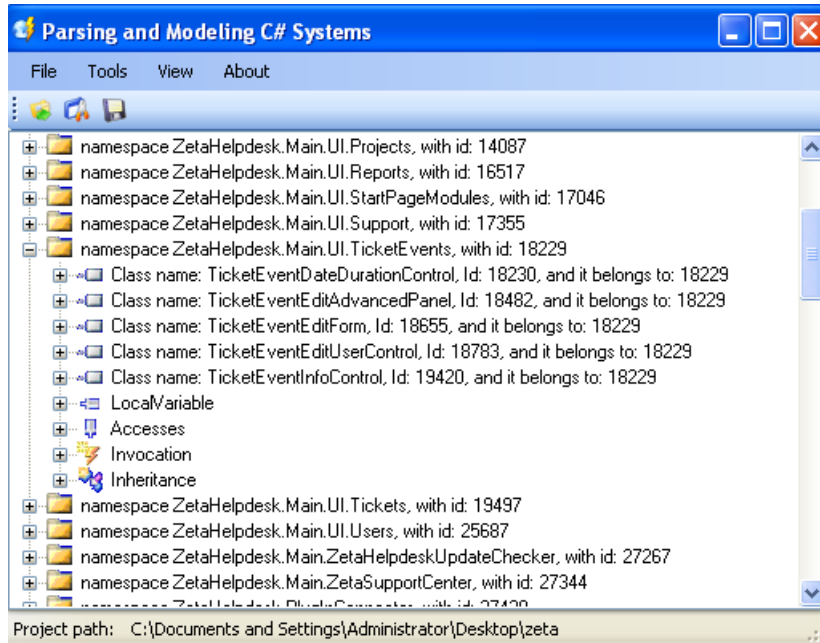 Parsing and Modeling C# Systems
File Tools View About
namespace ZetaHelpdesk.Main.UI.Projects, with id: 14087
namespace ZetaHelpdesk.Main.UI.Reports, with id: 16517
namespace ZetaHelpdesk.Main.UI.StartPageModules, with id: 17046
namespace ZetaHelpdesk.Main.UI.Support, with id: 17355
namespace ZetaHelpdesk.Main.UI.TicketEvents, with id: 18229
Class name: TicketEventDateDurationControl, Id: 18230, and it belongs to: 18229
Class name: TicketEventEditAdvancedPanel, Id: 18482, and it belongs to: 18229
Class name: TicketEventEditForm, Id: 18655, and it belongs to: 18229
Class name: TicketEventEditUserControl, Id: 18783, and it belongs to: 18229
Class name: TicketEventInfoControl, Id: 19420, and it belongs to: 18229
LocalVariable
Accesses
Invocation
Inheritance
namespace ZetaHelpdesk.Main.UI.Tickets, with id: 19497
namespace ZetaHelpdesk.Main.UI.Users, with id: 25687
namespace ZetaHelpdesk.Main.ZetaHelpdeskUpdateChecker, with id: 27267
namespace ZetaHelpdesk.Main.ZetaSupportCenter, with id: 27344
Project path: C:\Documents and Settings\Administrator\Desktop\zeta